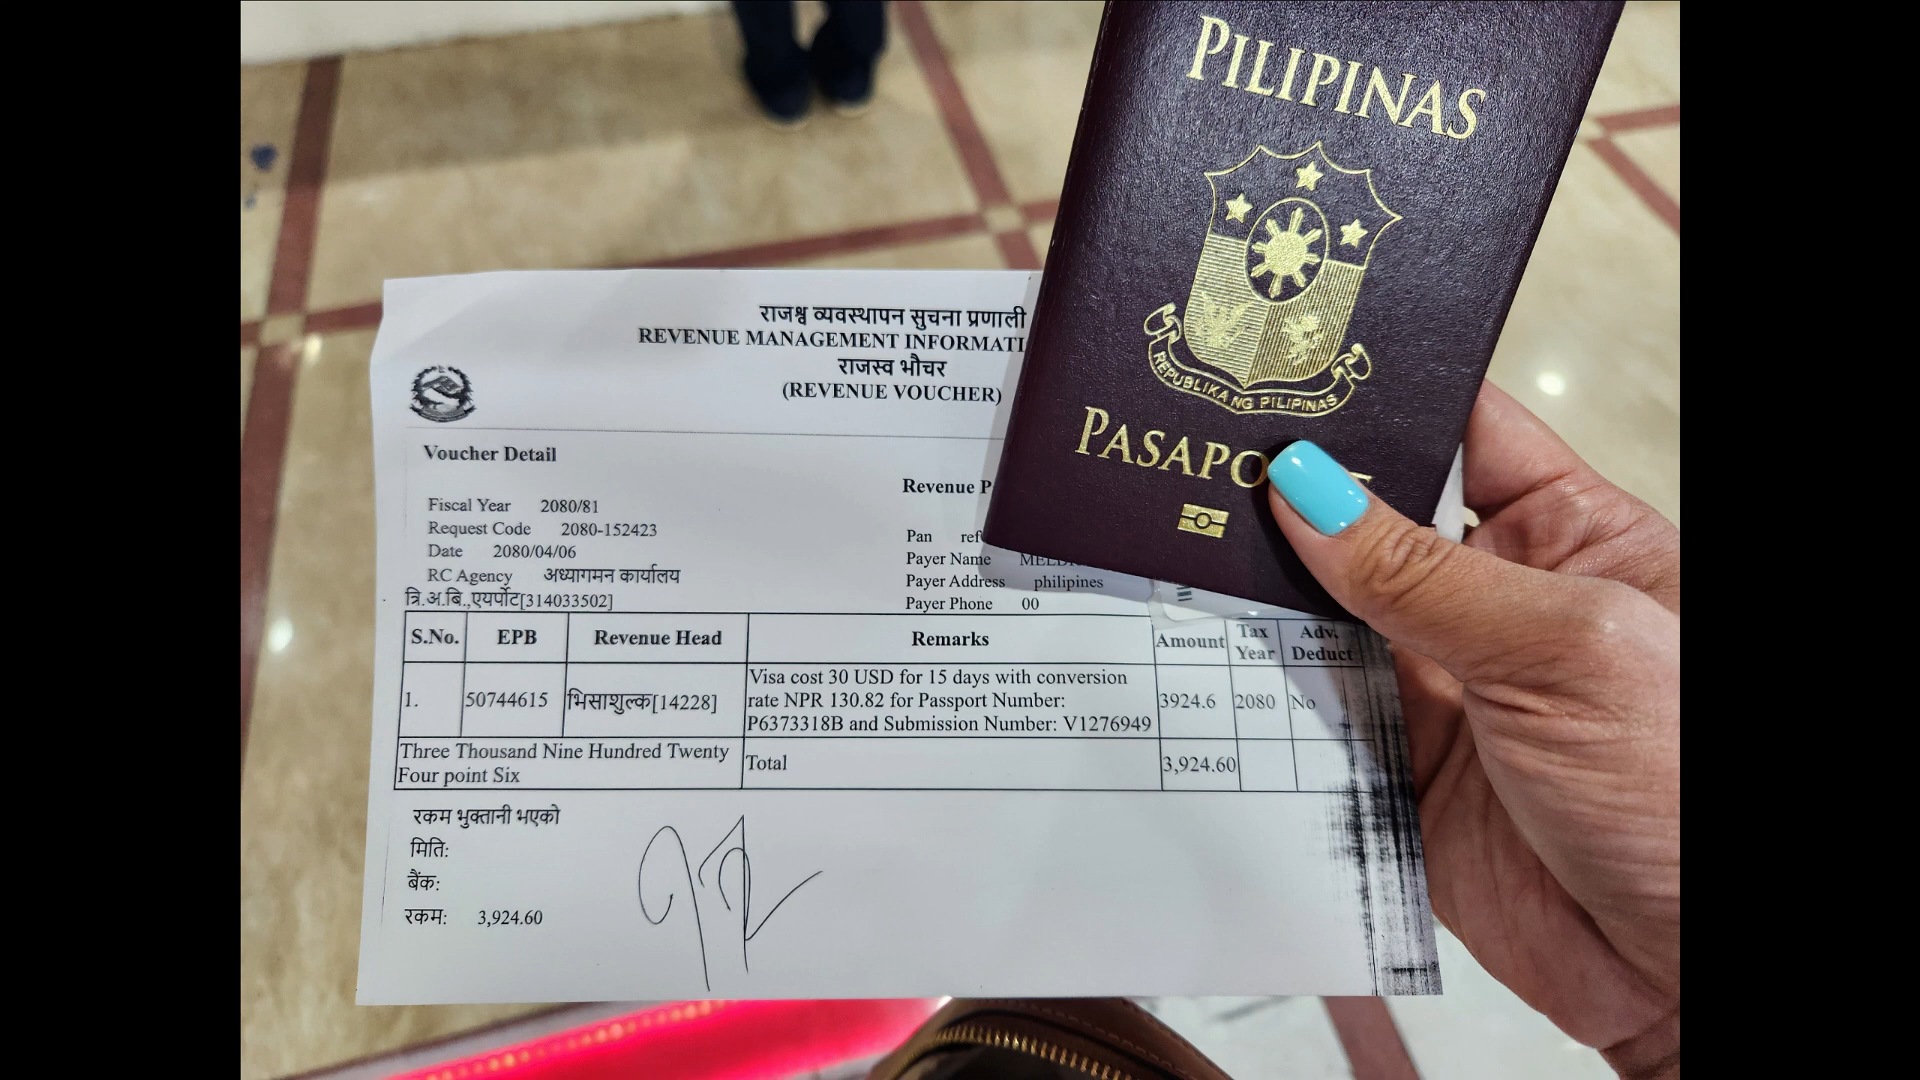 PILIPINAS
REPUBLIKA NG PILIPINAS
राजश्व व्यवस्थापन सुचना प्रणाली
REVENUE MANAGEMENT
राजस्व भौचर
(REVENUE VOUCHER)
Voucher Detail
Revenue
Fiscal Year 2080/81
Request Code 2080-152423
Date 2080/04/06
RC Agency अध्यागमन कार्यालय
त्रि.अ.बि.,एयर्पोट[314033502]
Pan
Payer Name
Payer Address philipines
Payer Phone 00
S.No. EPB Revenue Head Remarks Amount Tax Year Adv. Deduct
1. 50744615 भिसाशुल्क[14228] Visa cost 30 USD for 15 days with conversion
rate NPR 130.82 for Passport Number:
P6373318B and Submission Number: V1276949 3924.6 2080 No
Three Thousand Nine Hundred Twenty
Four point Six Total 3,924.60
रकम भुक्तानी भएको
मिति:
बैंक:
रकम: 3,924.60